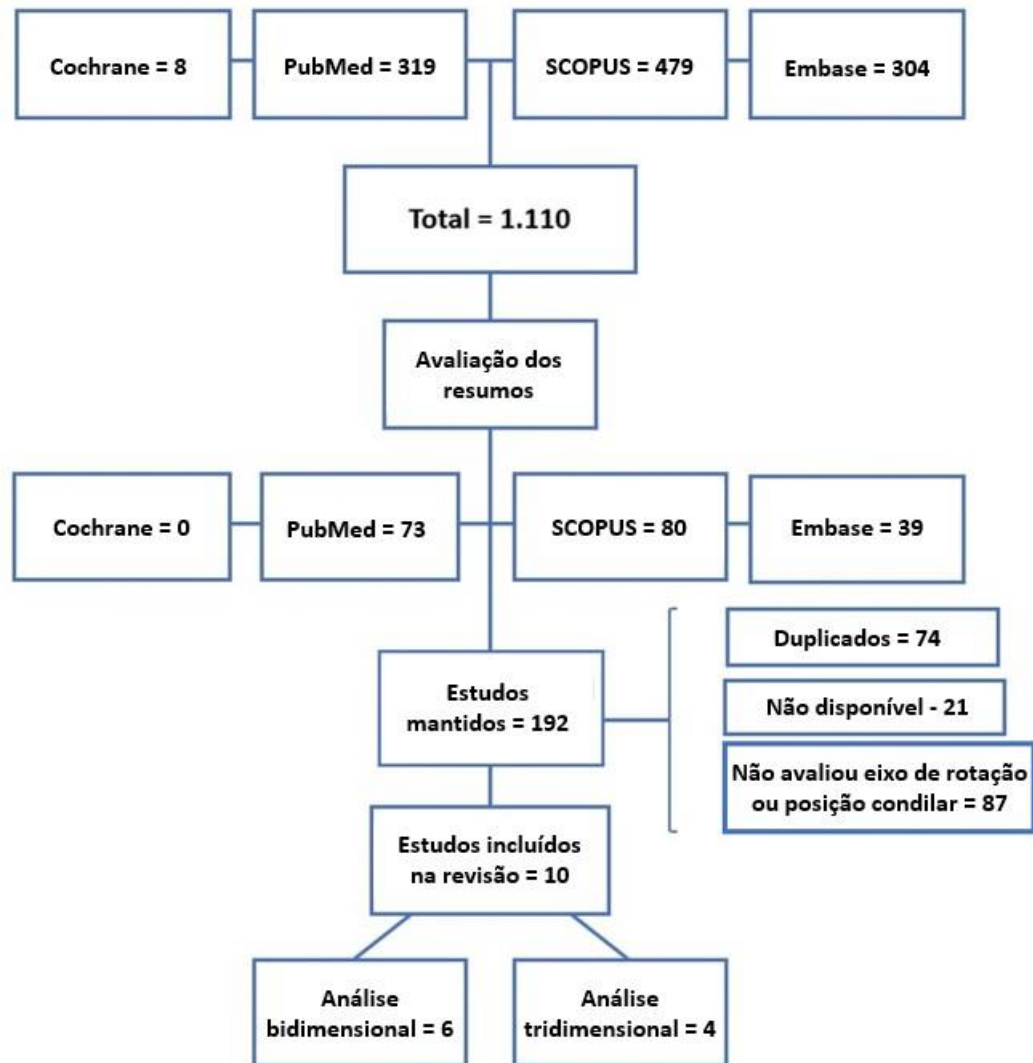 Cochrane = 8
PubMed = 319
SCOPUS = 479
Embase = 304
Total = 1.110
Avaliação dos
resumos
Cochrane = 0
PubMed = 73
SCOPUS = 80
Embase = 39
Estudos
mantidos = 192
Duplicados = 74
Não disponível - 21
Não avaliou eixo de rotação
ou posição condilar = 87
Estudos incluídos
na revisão = 10
Análise
bidimensional = 6
Análise
tridimensional = 4